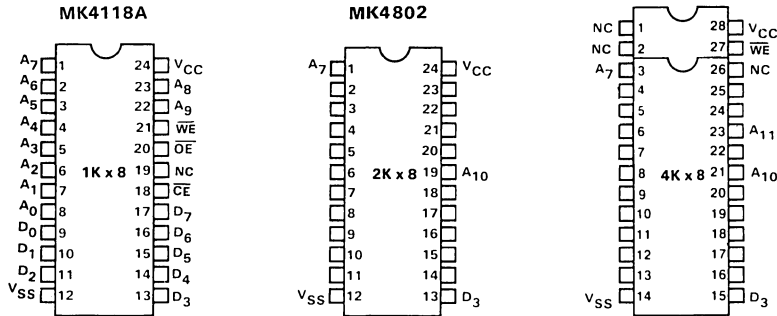 MK4118A
A7 1 24 VCC
A6 2 23 A8
A5 3 22 A9
A4 4 21 WE
A3 5 20 OE
A2 6 1K x 8 19 NC
A1 7 18 CE
A0 8 17 D7
D0 9 16 D6
D1 10 15 D5
D2 11 14 D4
VSS 12 13 D3
MK4802
A7 1 24 VCC
2 23
3 22
4 21
5 20
6 2K x 8 19 A10
7 18
8 17
9 16
10 15
11 14
VSS 12 13 D3
NC 1 28 VCC
NC 2 27 WE
A7 3 26 NC
4 25
5 24
6 23 A11
7 22
8 4K x 8 21 A10
9 20
10 19
11 18
12 17
13 16
VSS 14 15 D3